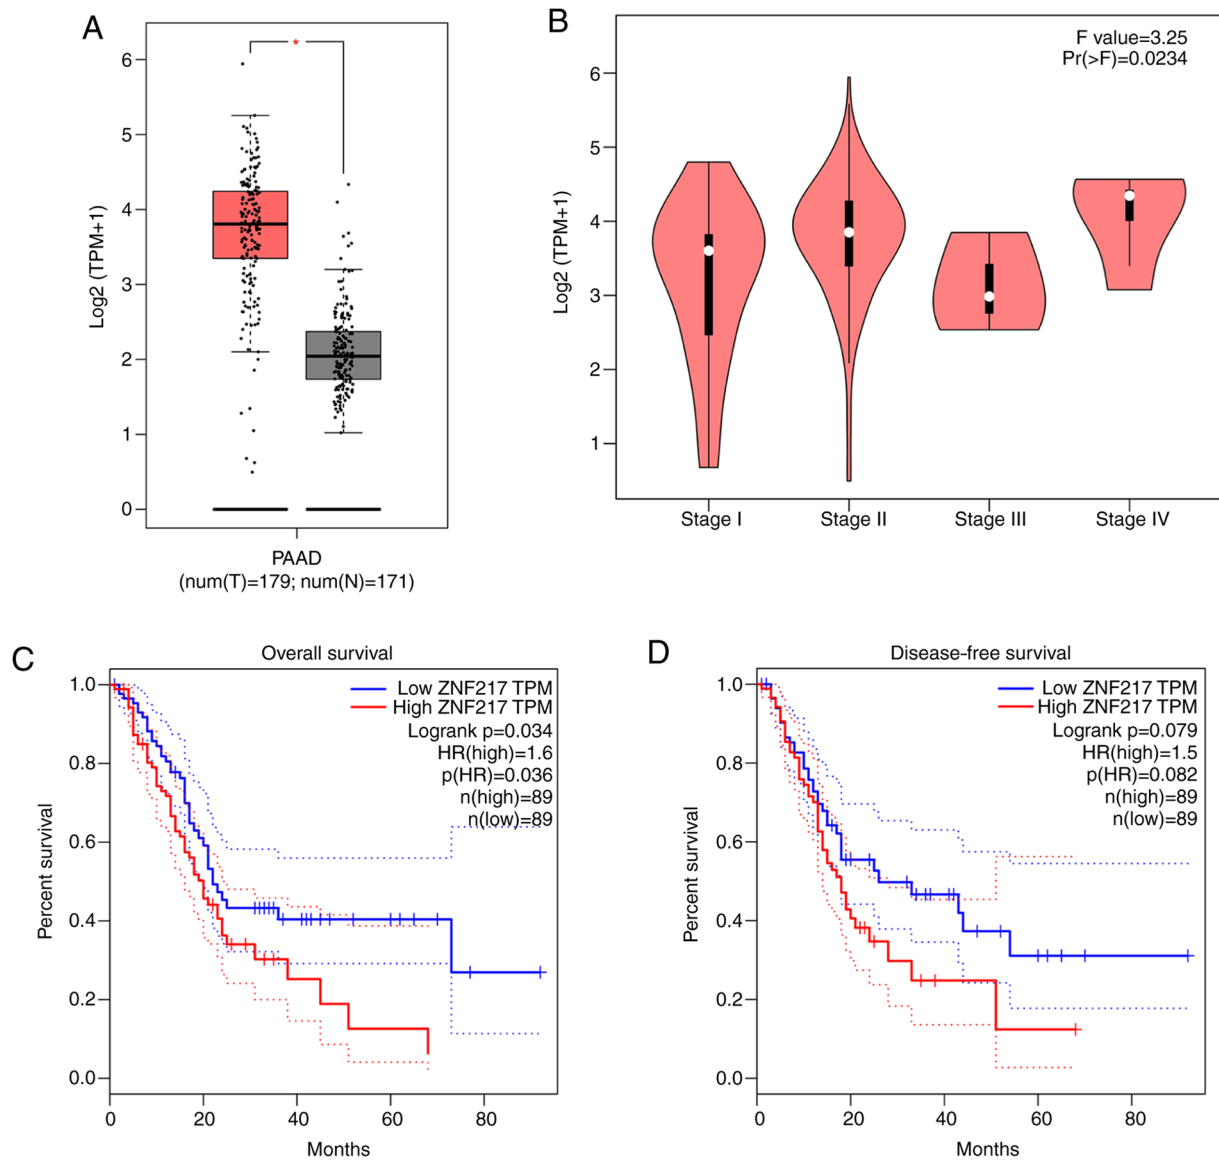 A
*
6
5
4
3
2
1
0
Log2 (TPM+1)
PAAD
(num(T)=179; num(N)=171)
B
F value=3.25
Pr(>F)=0.0234
6
5
4
3
2
1
Log2 (TPM+1)
Stage I
Stage II
Stage III
Stage IV
C
Overall survival
Low ZNF217 TPM
High ZNF217 TPM
Logrank p=0.034
HR(high)=1.6
p(HR)=0.036
n(high)=89
n(low)=89
1.0
0.8
0.6
0.4
0.2
0.0
Percent survival
0
20
40
60
80
Months
D
Disease-free survival
Low ZNF217 TPM
High ZNF217 TPM
Logrank p=0.079
HR(high)=1.5
p(HR)=0.082
n(high)=89
n(low)=89
1.0
0.8
0.6
0.4
0.2
0.0
Percent survival
0
20
40
60
80
Months